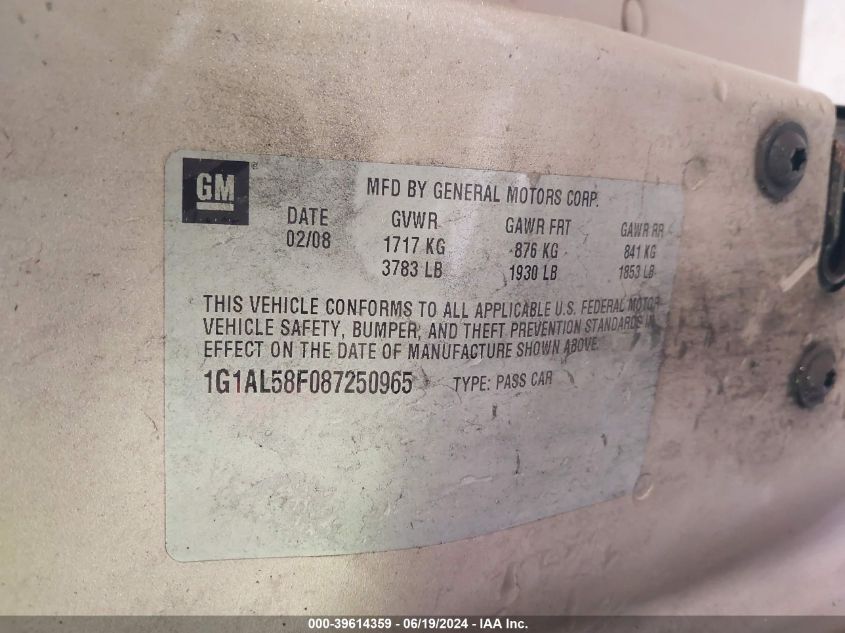 GM ®
MFD BY GENERAL MOTORS CORP.
DATE GVWR GAWR FRT GAWR RR
02/08 1717 KG 876 KG 841 KG
3783 LB 1930 LB 1853 LB
THIS VEHICLE CONFORMS TO ALL APPLICABLE U.S. FEDERAL MOTOR
VEHICLE SAFETY, BUMPER, AND THEFT PREVENTION STANDARDS IN
EFFECT ON THE DATE OF MANUFACTURE SHOWN ABOVE.
1G1AL58F087250965 TYPE: PASS CAR
000-39614359 - 06/19/2024 - IAA Inc.